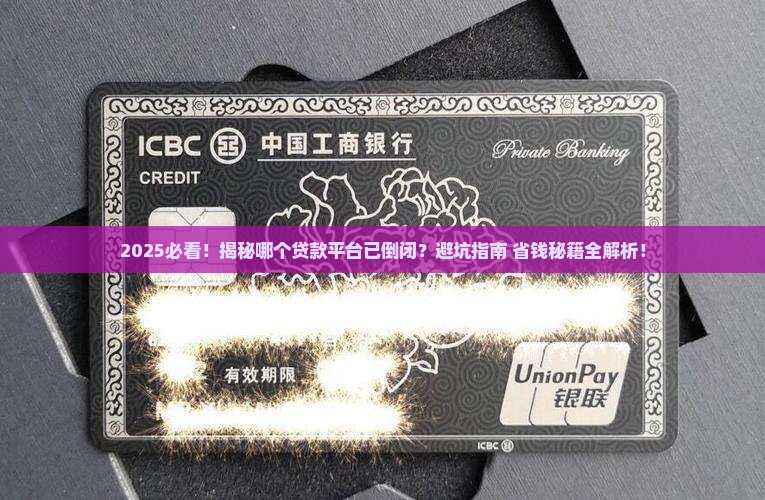 ICBC 中国工商银行
Private Banking
CREDIT
2025必看！揭秘哪个贷款平台已倒闭？避坑指南 省钱秘籍全解析！
有效期限
UnionPay
银联
ICBC